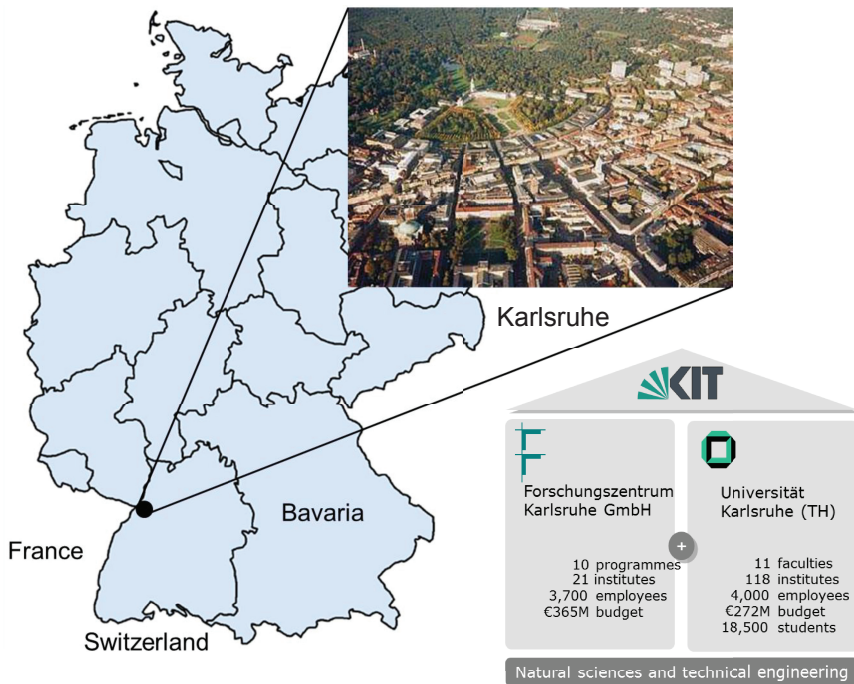 Karlsruhe
Bavaria
France
Switzerland
KIT
Forschungszentrum
Karlsruhe GmbH
10 programmes
21 institutes
3,700 employees
€365M budget
+
Universität
Karlsruhe (TH)
11 faculties
118 institutes
4,000 employees
€272M budget
18,500 students
Natural sciences and technical engineering